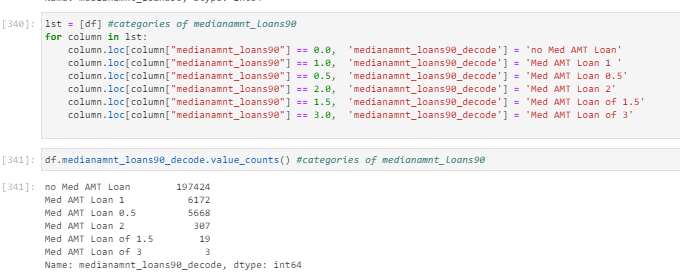 [340]: lst = [df] #categories of medianamnt_loans90
for column in lst:
    column.loc[column["medianamnt_loans90"] == 0.0,  'medianamnt_loans90_decode'] = 'no Med AMT Loan'
    column.loc[column["medianamnt_loans90"] == 1.0,  'medianamnt_loans90_decode'] = 'Med AMT Loan 1 '
    column.loc[column["medianamnt_loans90"] == 0.5,  'medianamnt_loans90_decode'] = 'Med AMT Loan 0.5'
    column.loc[column["medianamnt_loans90"] == 2.0,  'medianamnt_loans90_decode'] = 'Med AMT Loan 2'
    column.loc[column["medianamnt_loans90"] == 1.5,  'medianamnt_loans90_decode'] = 'Med AMT Loan of 1.5'
    column.loc[column["medianamnt_loans90"] == 3.0,  'medianamnt_loans90_decode'] = 'Med AMT Loan of 3'
[341]: df.medianamnt_loans90_decode.value_counts() #categories of medianamnt_loans90
[341]: no Med AMT Loan        197424
Med AMT Loan 1           6172
Med AMT Loan 0.5         5668
Med AMT Loan 2            307
Med AMT Loan of 1.5        19
Med AMT Loan of 3           3
Name: medianamnt_loans90_decode, dtype: int64